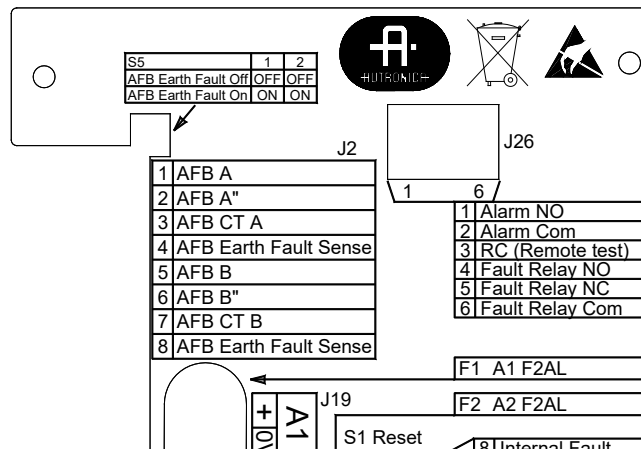 S5 1 2
AFB Earth Fault Off OFF OFF
AFB Earth Fault On ON ON
AUTRONICA
J2
J26
1 6
1 AFB A
2 AFB A"
3 AFB CT A
4 AFB Earth Fault Sense
5 AFB B
6 AFB B"
7 AFB CT B
8 AFB Earth Fault Sense
1 Alarm NO
2 Alarm Com
3 RC (Remote test)
4 Fault Relay NO
5 Fault Relay NC
6 Fault Relay Com
F1 A1 F2AL
F2 A2 F2AL
J19
+ 0V
A1
S1 Reset
8 Internal Fault